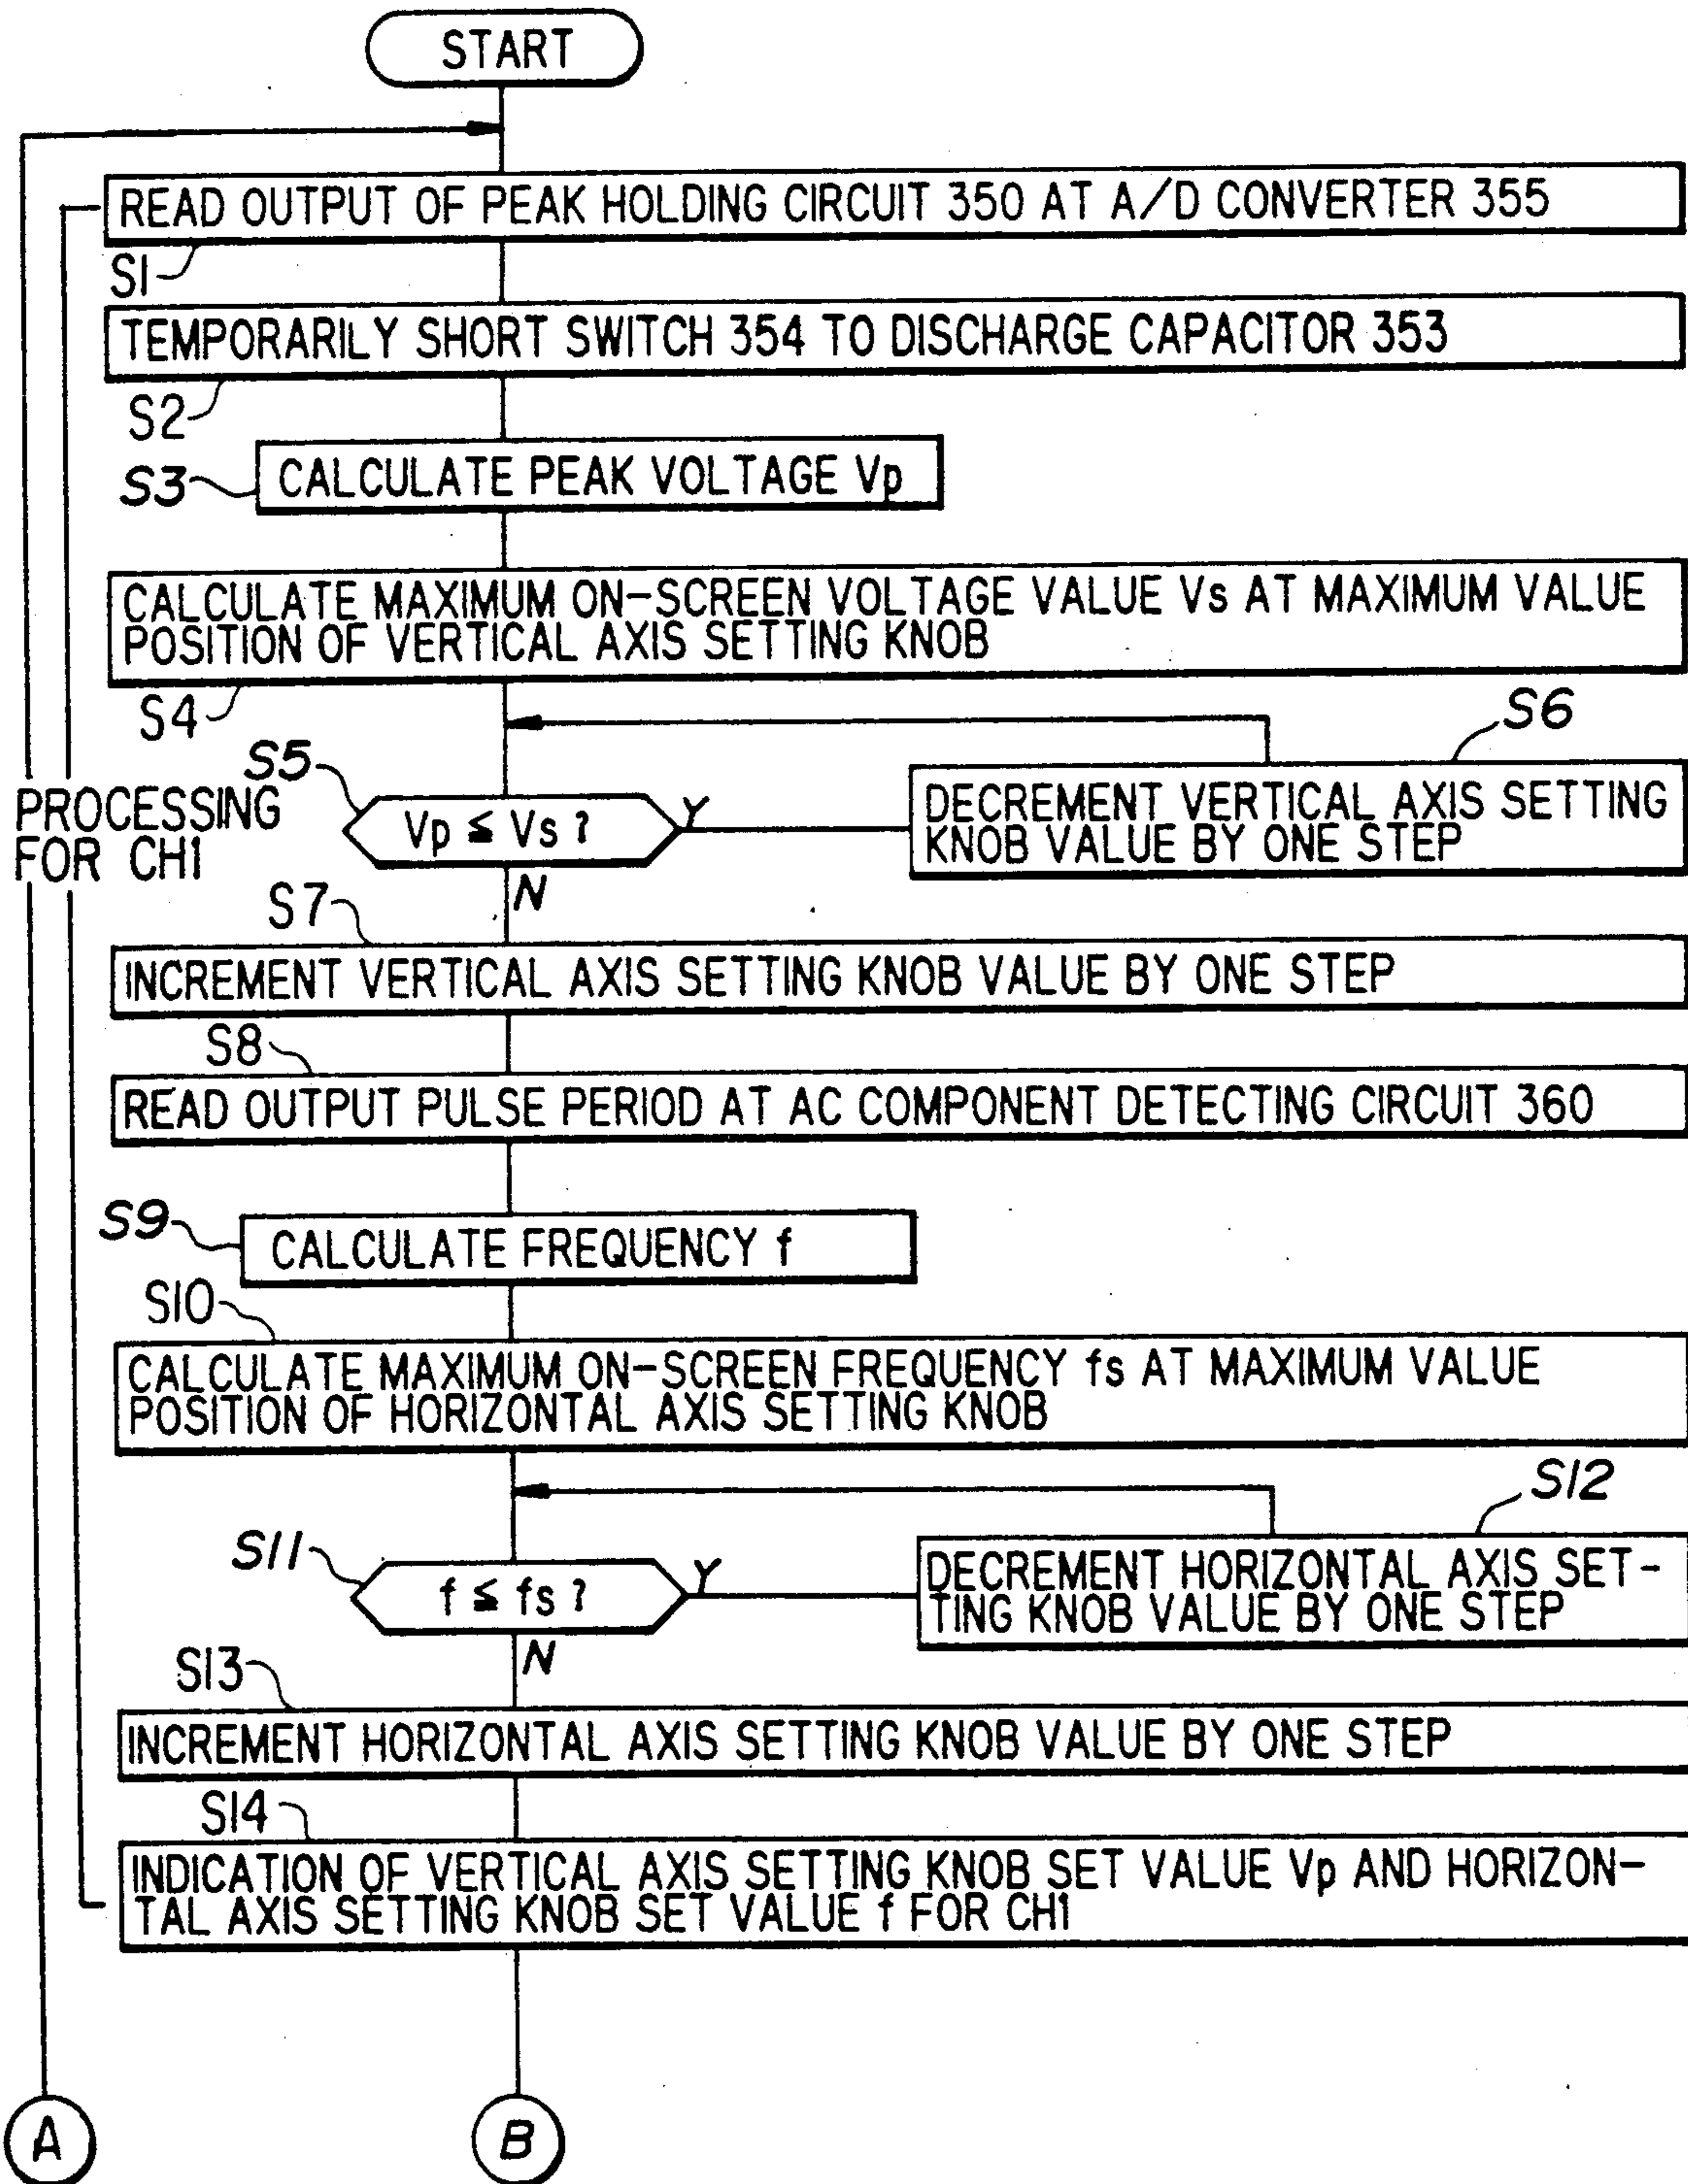 START
READ OUTPUT OF PEAK HOLDING CIRCUIT 350 AT A/D CONVERTER 355
S1
TEMPORARILY SHORT SWITCH 354 TO DISCHARGE CAPACITOR 353
S2
S3
CALCULATE PEAK VOLTAGE Vp
CALCULATE MAXIMUM ON-SCREEN VOLTAGE VALUE Vs AT MAXIMUM VALUE
POSITION OF VERTICAL AXIS SETTING KNOB
S4
S6
S5
PROCESSING
FOR CH1
Vp ≦ Vs ?
Y
DECREMENT VERTICAL AXIS SETTING
KNOB VALUE BY ONE STEP
N
S7
INCREMENT VERTICAL AXIS SETTING KNOB VALUE BY ONE STEP
S8
READ OUTPUT PULSE PERIOD AT AC COMPONENT DETECTING CIRCUIT 360
S9
CALCULATE FREQUENCY f
S10
CALCULATE MAXIMUM ON-SCREEN FREQUENCY fs AT MAXIMUM VALUE
POSITION OF HORIZONTAL AXIS SETTING KNOB
S12
S11
f ≦ fs ?
Y
DECREMENT HORIZONTAL AXIS SET-
TING KNOB VALUE BY ONE STEP
N
S13
INCREMENT HORIZONTAL AXIS SETTING KNOB VALUE BY ONE STEP
S14
INDICATION OF VERTICAL AXIS SETTING KNOB SET VALUE Vp AND HORIZON-
TAL AXIS SETTING KNOB SET VALUE f FOR CH1
A
B